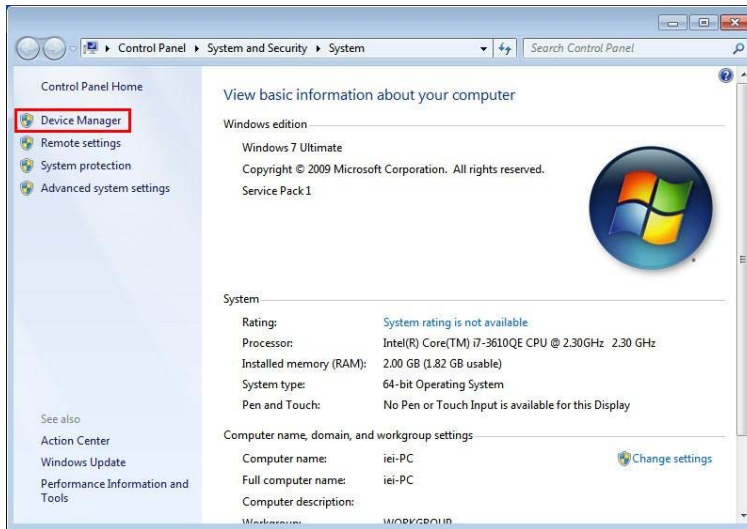 Control Panel ▸ System and Security ▸ System
Search Control Panel
Control Panel Home
Device Manager
Remote settings
System protection
Advanced system settings
See also
Action Center
Windows Update
Performance Information and
Tools
View basic information about your computer
Windows edition
Windows 7 Ultimate
Copyright © 2009 Microsoft Corporation. All rights reserved.
Service Pack 1
System
Rating: System rating is not available
Processor: Intel(R) Core(TM) i7-3610QE CPU @ 2.30GHz 2.30 GHz
Installed memory (RAM): 2.00 GB (1.82 GB usable)
System type: 64-bit Operating System
Pen and Touch: No Pen or Touch Input is available for this Display
Computer name, domain, and workgroup settings
Computer name: iei-PC Change settings
Full computer name: iei-PC
Computer description:
Workgroup: WORKGROUP